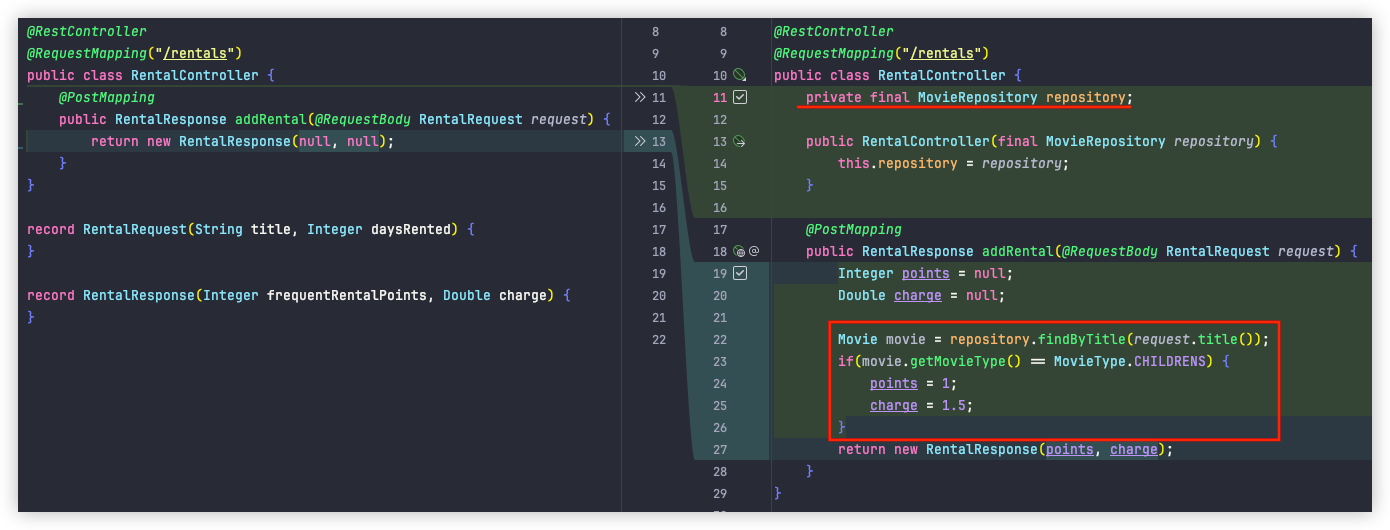 @RestController
@RequestMapping("/rentals")
public class RentalController {
@PostMapping
public RentalResponse addRental(@RequestBody RentalRequest request) {
return new RentalResponse(null, null);
}
}
record RentalRequest(String title, Integer daysRented) {
}
record RentalResponse(Integer frequentRentalPoints, Double charge) {
}
8
9
10
11
12
13
14
15
16
17
18
19
20
21
22
8
9
10
11
12
13
14
15
16
17
18
19
20
21
22
23
24
25
26
27
28
29
@RestController
@RequestMapping("/rentals")
public class RentalController {
private final MovieRepository repository;
public RentalController(final MovieRepository repository) {
this.repository = repository;
}
@PostMapping
public RentalResponse addRental(@RequestBody RentalRequest request) {
Integer points = null;
Double charge = null;
Movie movie = repository.findByTitle(request.title());
if(movie.getMovieType() == MovieType.CHILDRENS) {
points = 1;
charge = 1.5;
}
return new RentalResponse(points, charge);
}
}